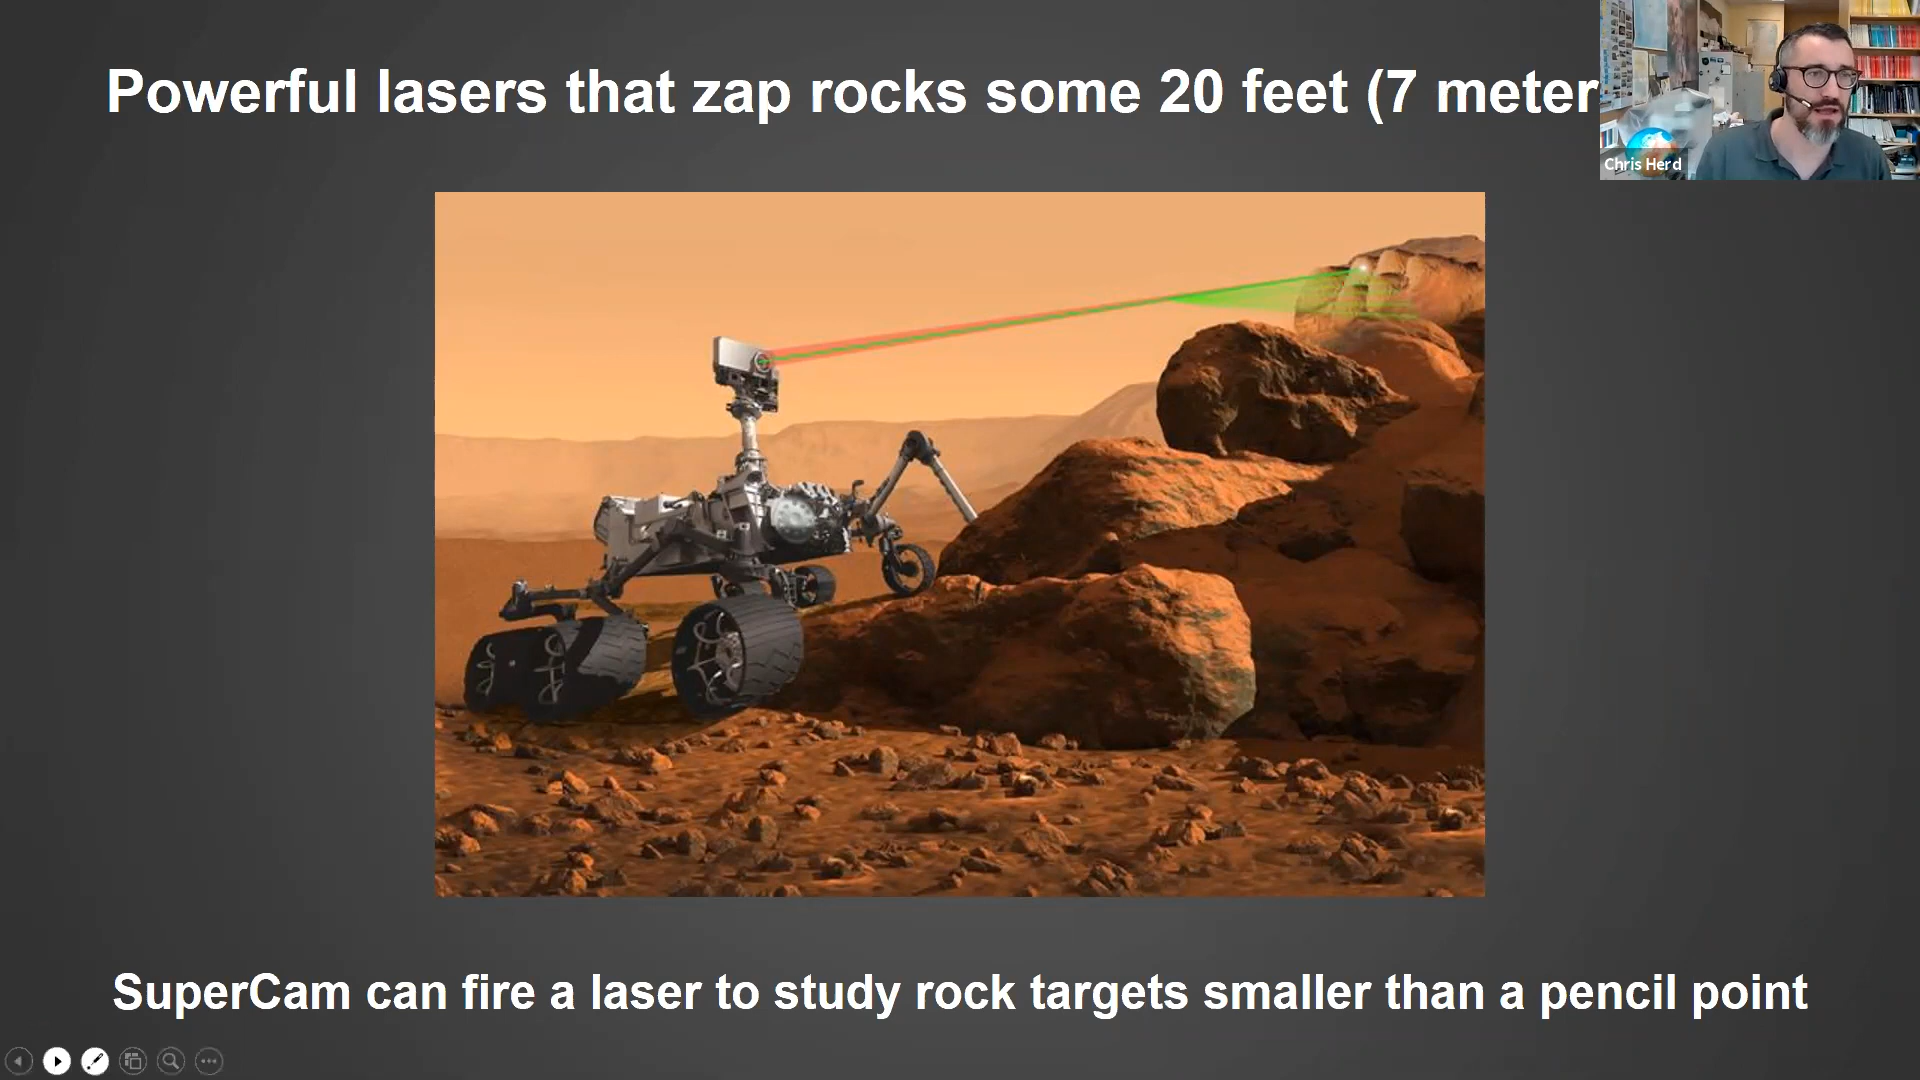 Powerful lasers that zap rocks some 20 feet (7 meter
Chris Herd
SuperCam can fire a laser to study rock targets smaller than a pencil point